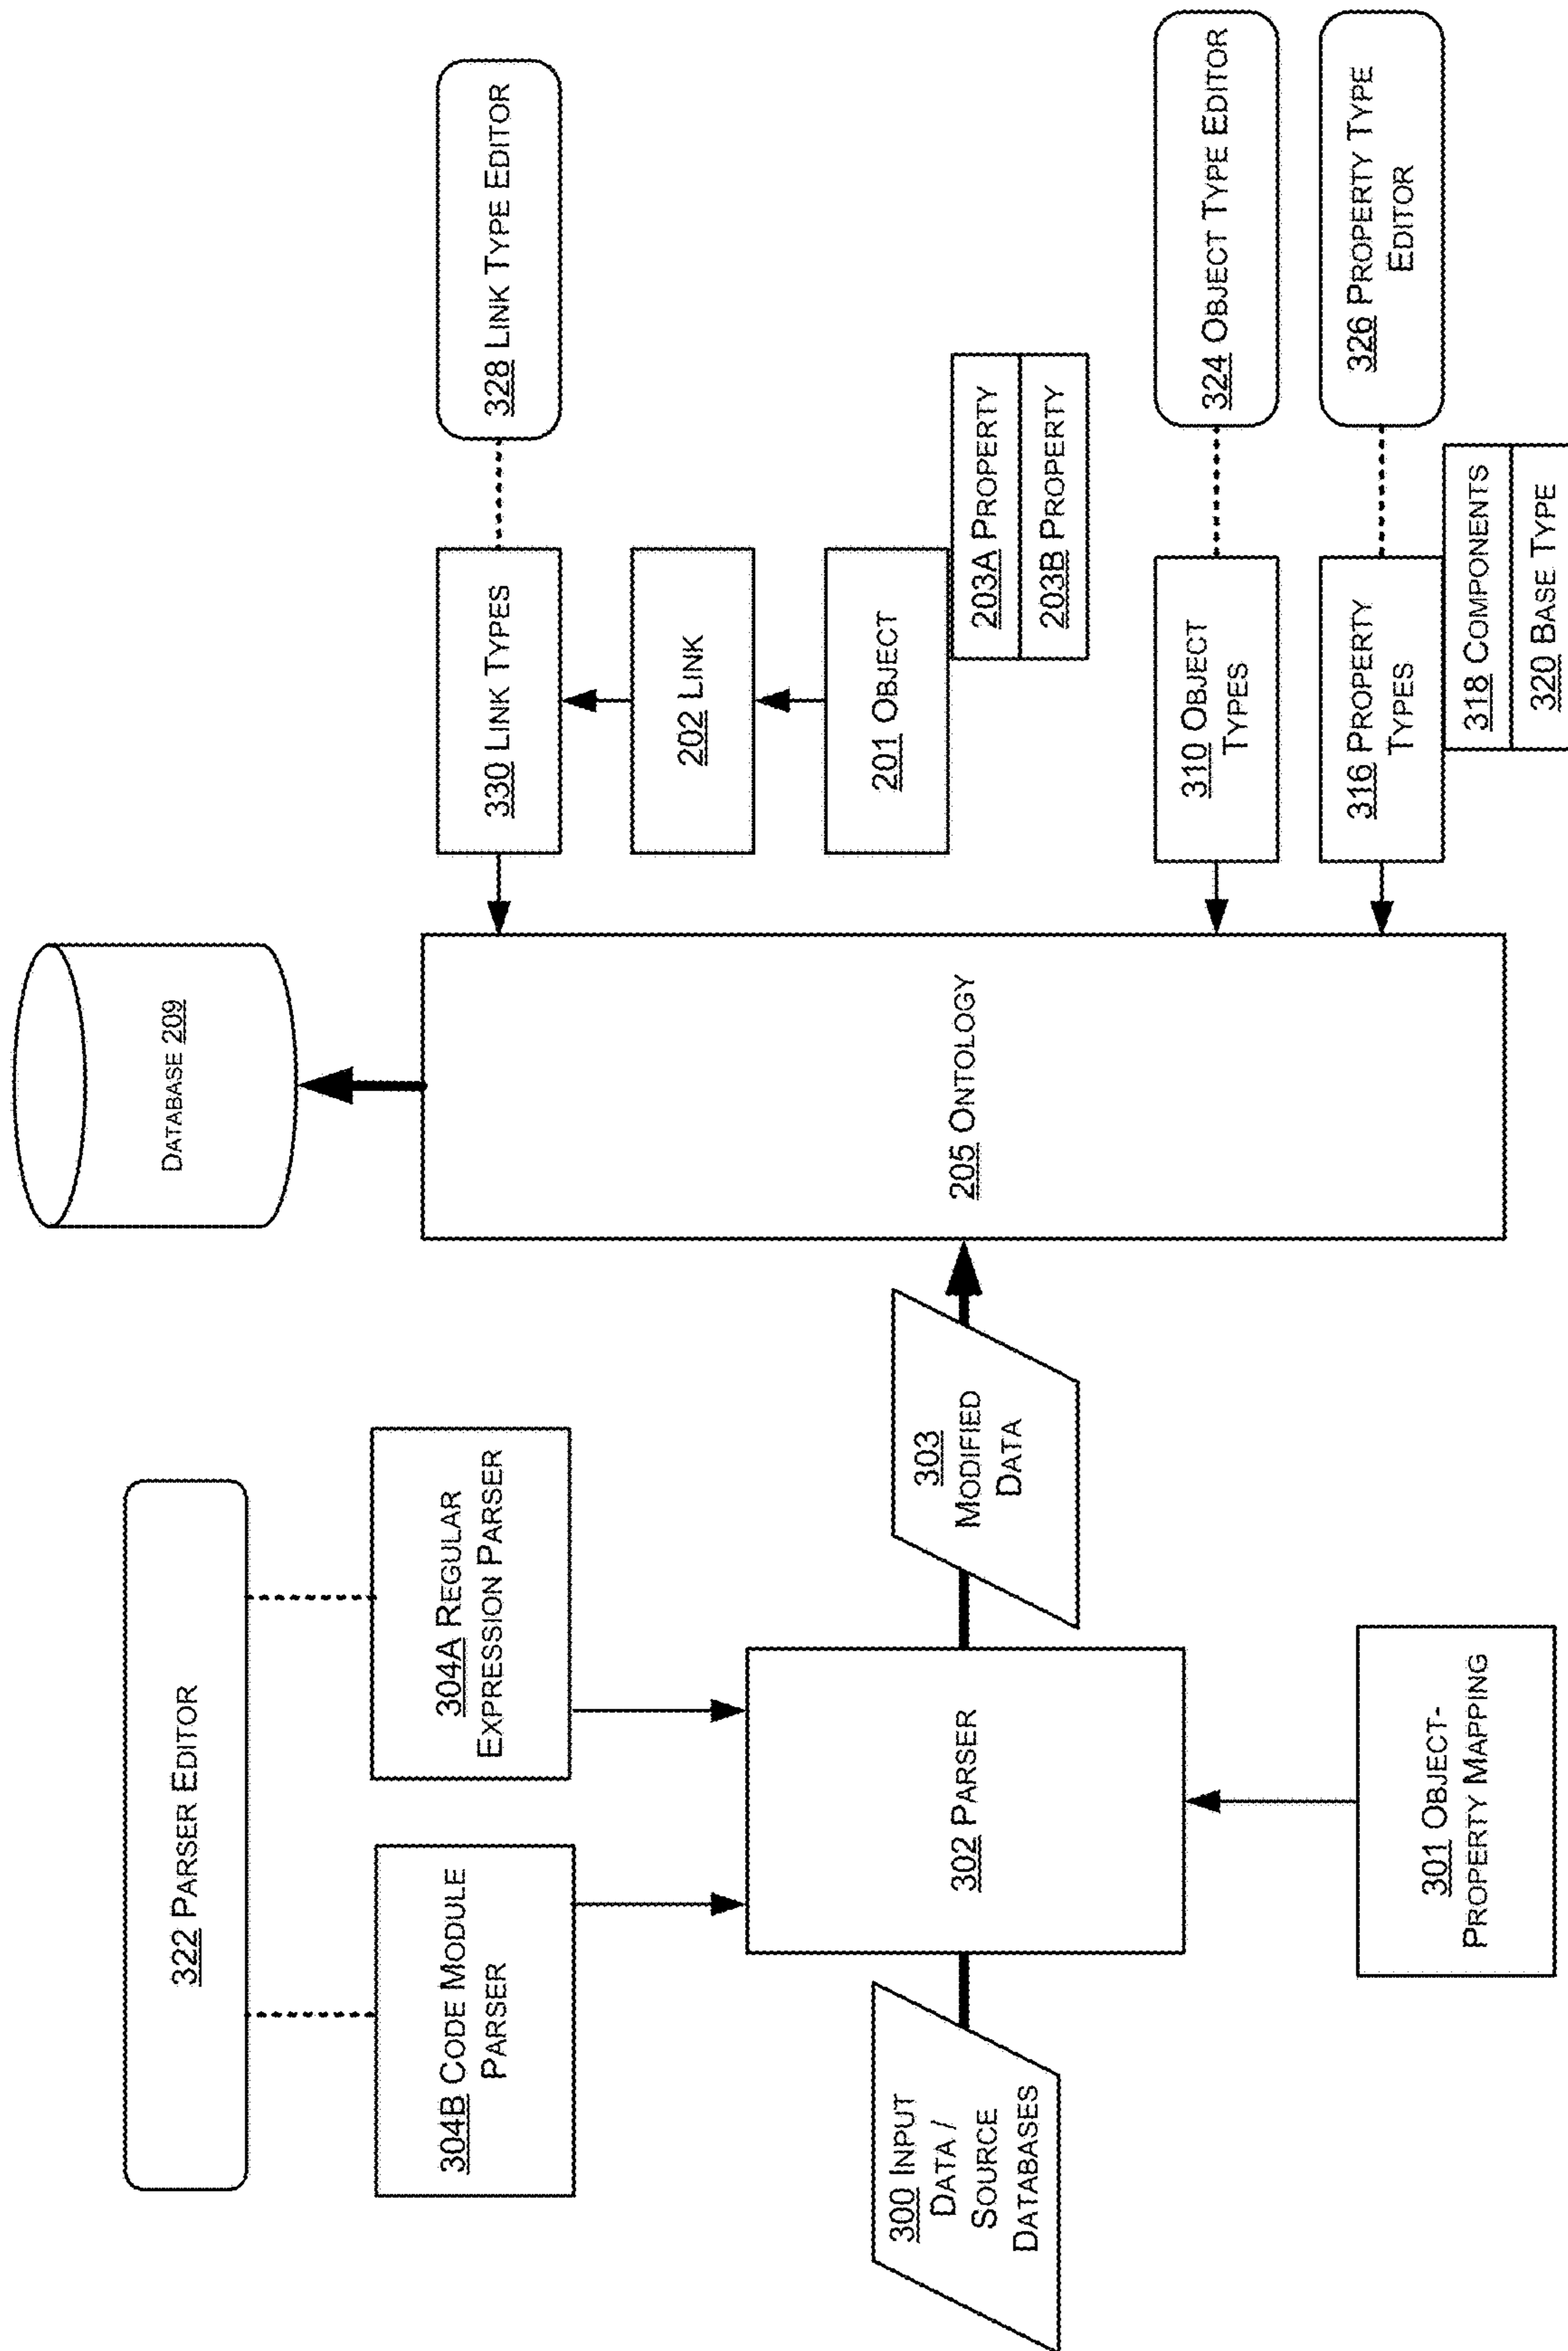 322 PARSER EDITOR
304B CODE MODULE
PARSER
304A REGULAR
EXPRESSION PARSER
300 INPUT
DATA /
SOURCE
DATABASES
302 PARSER
303
MODIFIED
DATA
301 OBJECT-
PROPERTY MAPPING
DATABASE 209
205 ONTOLOGY
330 LINK TYPES
328 LINK TYPE EDITOR
202 LINK
201 OBJECT
203A PROPERTY
203B PROPERTY
310 OBJECT
TYPES
324 OBJECT TYPE EDITOR
316 PROPERTY
TYPES
326 PROPERTY TYPE
EDITOR
318 COMPONENTS
320 BASE TYPE